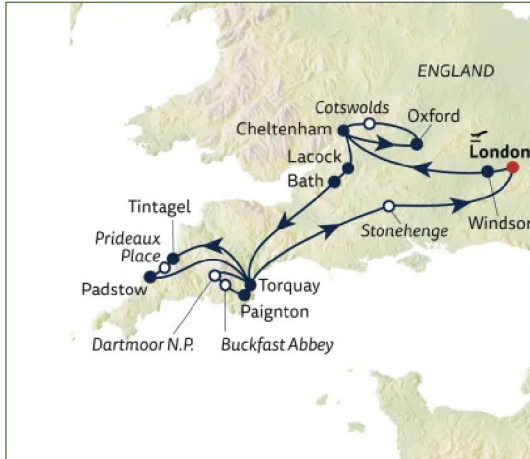 ENGLAND
Cotswolds
Oxford
Cheltenham
London
Lacock
Bath
Windsor
Tintagel
Stonehenge
Prideaux
Place
Padstow
Torquay
Paignton
Dartmoor N.P.
Buckfast Abbey